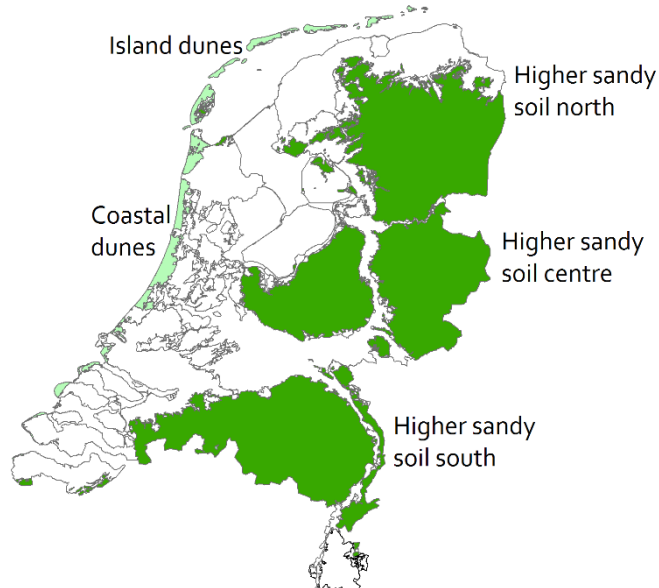 Island dunes
Higher sandy
soil north
Coastal
dunes
Higher sandy
soil centre
Higher sandy
soil south